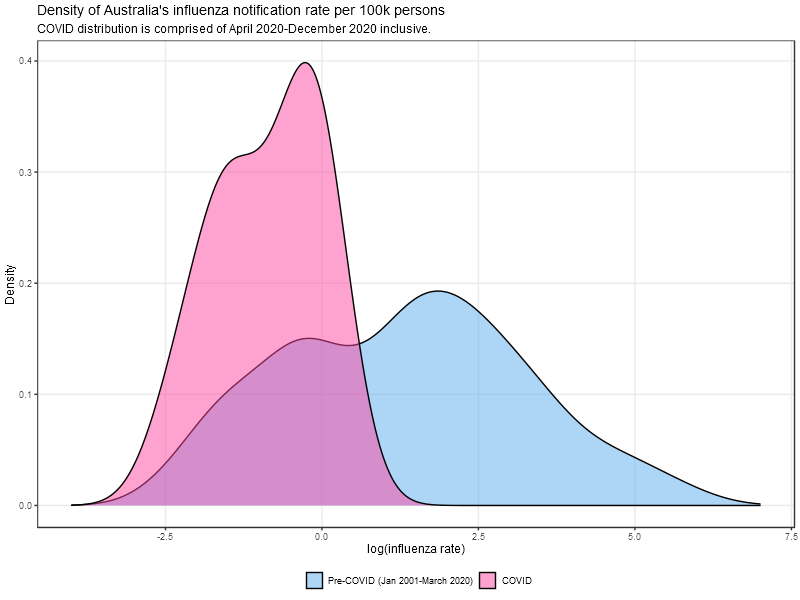 Density of Australia's influenza notification rate per 100k persons
COVID distribution is comprised of April 2020-December 2020 inclusive.
0.4
0.3
0.2
0.1
0.0
Density
-2.5
0.0
2.5
5.0
7.5
log(influenza rate)
Pre-COVID (Jan 2001-March 2020)
COVID